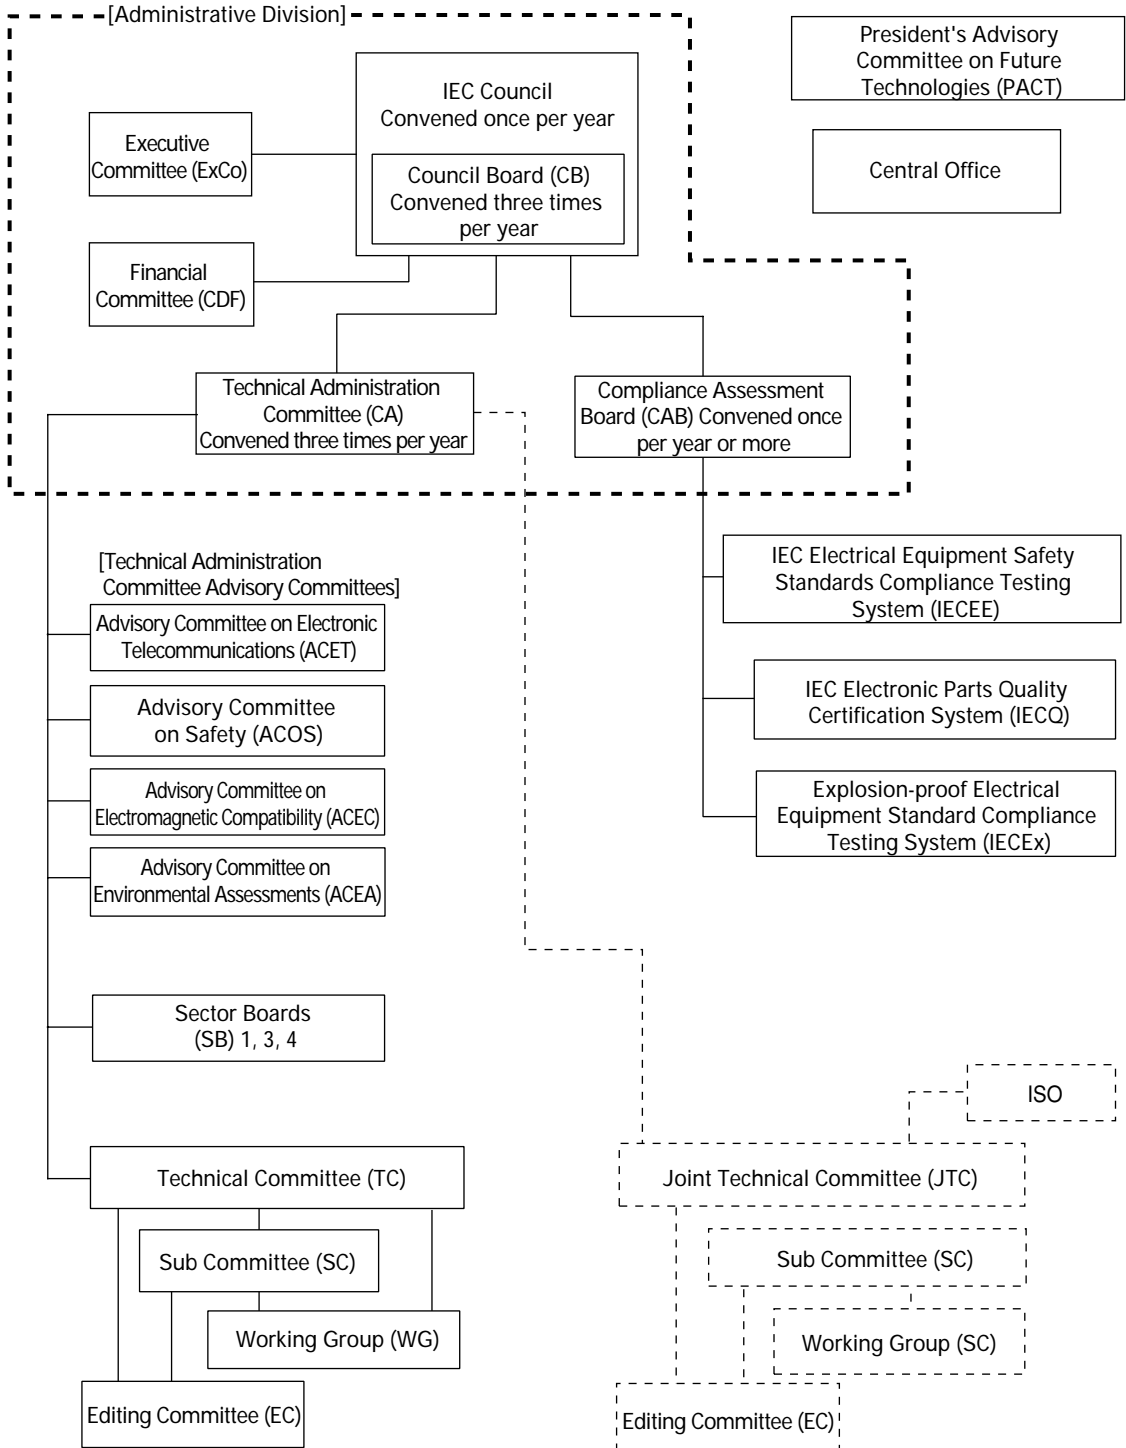 [Administrative Division]
President's Advisory
Committee on Future
Technologies (PACT)
Central Office
IEC Council
Convened once per year
Council Board (CB)
Convened three times
per year
Executive
Committee (ExCo)
Financial
Committee (CDF)
Technical Administration
Committee (CA)
Convened three times per year
Compliance Assessment
Board (CAB) Convened once
per year or more
[Technical Administration
Committee Advisory Committees]
Advisory Committee on Electronic
Telecommunications (ACET)
Advisory Committee
on Safety (ACOS)
Advisory Committee on
Electromagnetic Compatibility (ACEC)
Advisory Committee on
Environmental Assessments (ACEA)
Sector Boards
(SB) 1, 3, 4
IEC Electrical Equipment Safety
Standards Compliance Testing
System (IECEE)
IEC Electronic Parts Quality
Certification System (IECQ)
Explosion-proof Electrical
Equipment Standard Compliance
Testing System (IECEx)
Technical Committee (TC)
Sub Committee (SC)
Working Group (WG)
Editing Committee (EC)
ISO
Joint Technical Committee (JTC)
Sub Committee (SC)
Working Group (SC)
Editing Committee (EC)